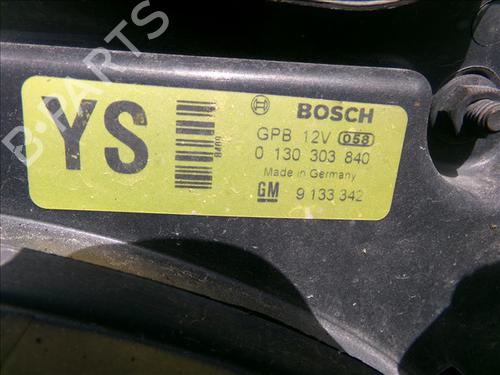 YS
BOSCH
GPB 12V 058
0 130 303 840
Made in Germany
GM 9 133 342
B-PARTS